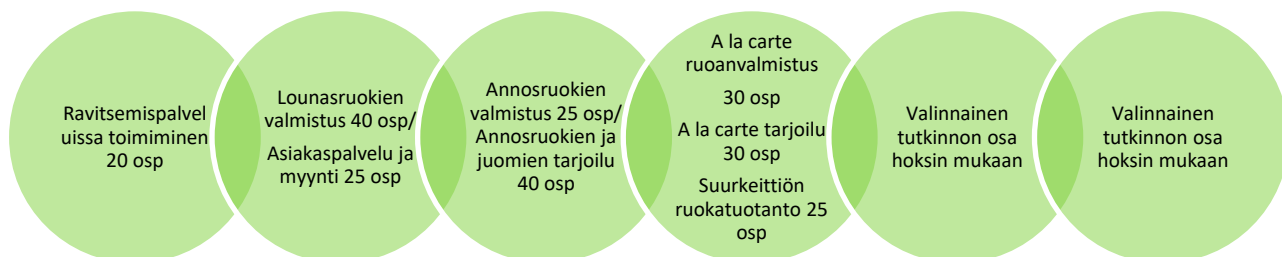 Ravitsemispalvel
uissa toimiminen
20 osp
Lounasruokien
valmistus 40 osp/
Asiakaspalvelu ja
myynti 25 osp
Annosruokien
valmistus 25 osp/
Annosruokien ja
juomien tarjoilu
40 osp
A la carte
ruoanvalmistus
30 osp
A la carte tarjoilu
30 osp
Suurkeittiön
ruokatuotanto 25
osp
Valinnainen
tutkinnon osa
hoksin mukaan
Valinnainen
tutkinnon osa
hoksin mukaan